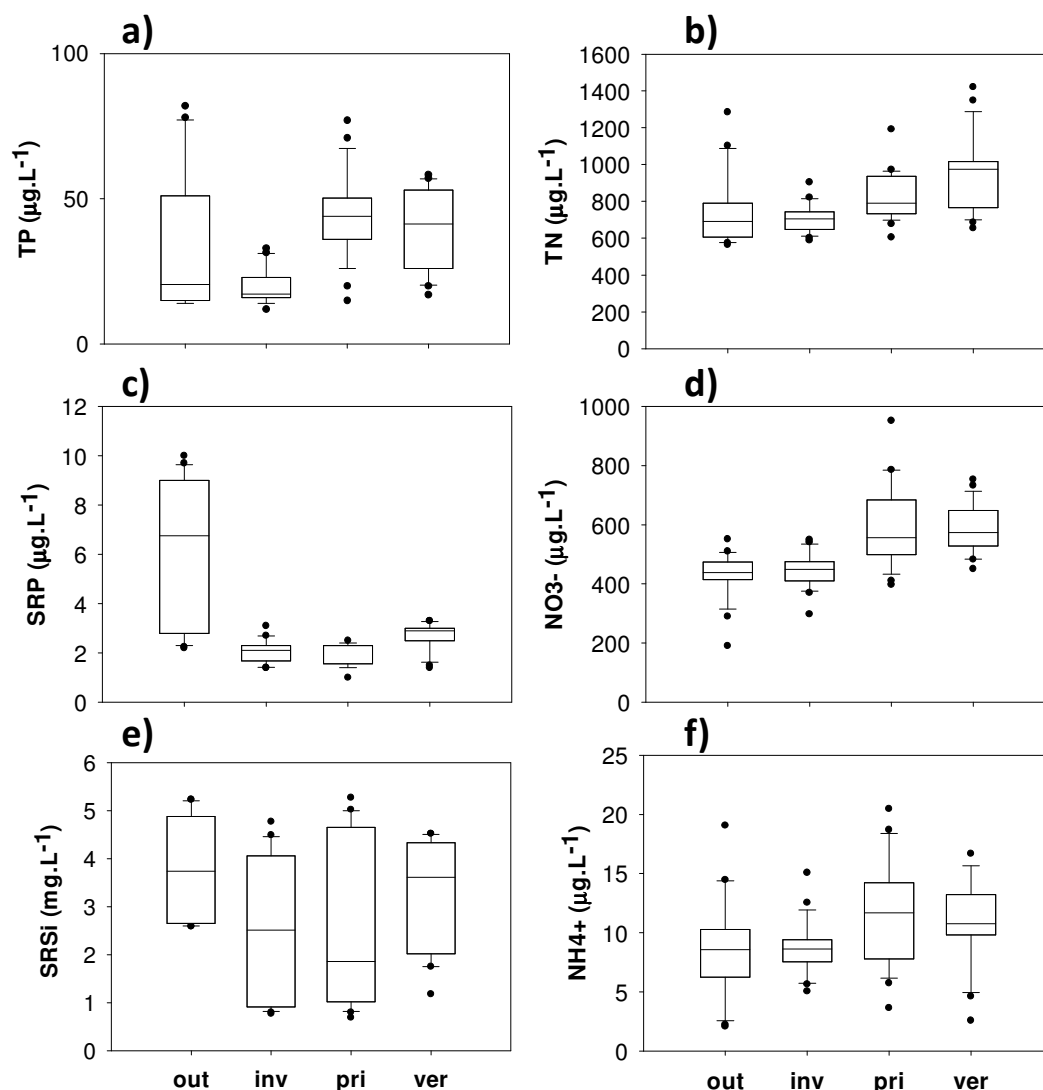 a)
100
50
0
TP (µg.L-1)
b)
1600
1400
1200
1000
800
600
400
200
0
TN (µg.L-1)
c)
12
10
8
6
4
2
0
SRP (µg.L-1)
d)
1000
800
600
400
200
0
NO3- (µg.L-1)
e)
6
5
4
3
2
1
0
SRSi (mg.L-1)
out inv pri ver
f)
25
20
15
10
5
0
NH4+ (µg.L-1)
out inv pri ver